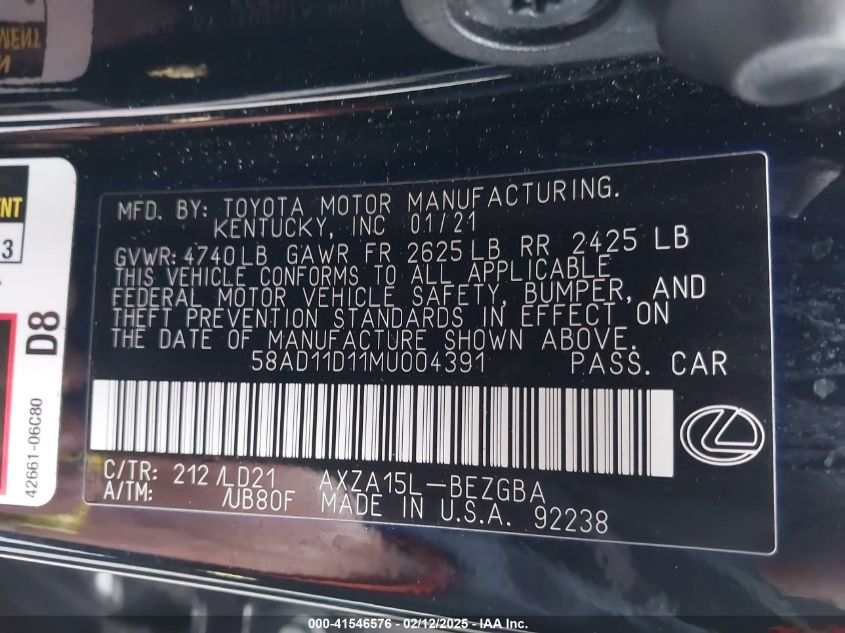 MENT
NT
3
D8
42661-06C80
MFD. BY: TOYOTA MOTOR MANUFACTURING.
KENTUCKY, INC 01/21
GVWR: 4740LB GAWR FR 2625LB RR 2425 LB
THIS VEHICLE CONFORMS TO ALL APPLICABLE
FEDERAL MOTOR VEHICLE SAFETY, BUMPER, AND
THEFT PREVENTION STANDARDS IN EFFECT ON
THE DATE OF MANUFACTURE SHOWN ABOVE.
58AD11D11MU004391 PASS. CAR
C/TR: 212 /LD21 AXZA15L-BEZGBA
A/TM: /UB80F MADE IN U.S.A. 92238
000-41546576 - 02/12/2025 - IAA, Inc.